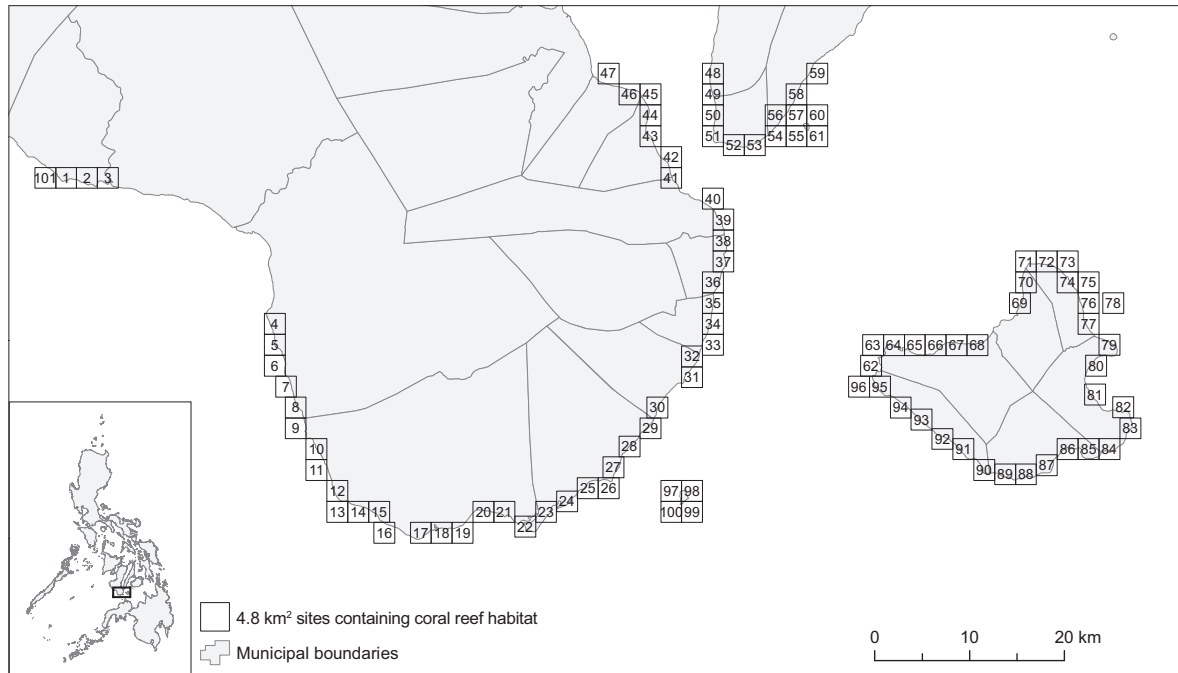 47 48 59
46 45 49 58
44 50 56 57 60
43 51 54 55 61
52 53
42
101 1 2 3 41
40
39
38
37 71 72 73
36 70 74 75
35 69 76 78
4 34 77
5 33 63 64 65 66 67 68 79
32
6 62 80
31
7 96 95
81
8 30 94 82
9 29 93 83
92
10 28 91 86 85 84
11 27 90 89 88 87
12 25 26 97 98
24
13 14 15 20 21 23 100 99
22
16 17 18 19
4.8 km² sites containing coral reef habitat
Municipal boundaries
0 10 20 km